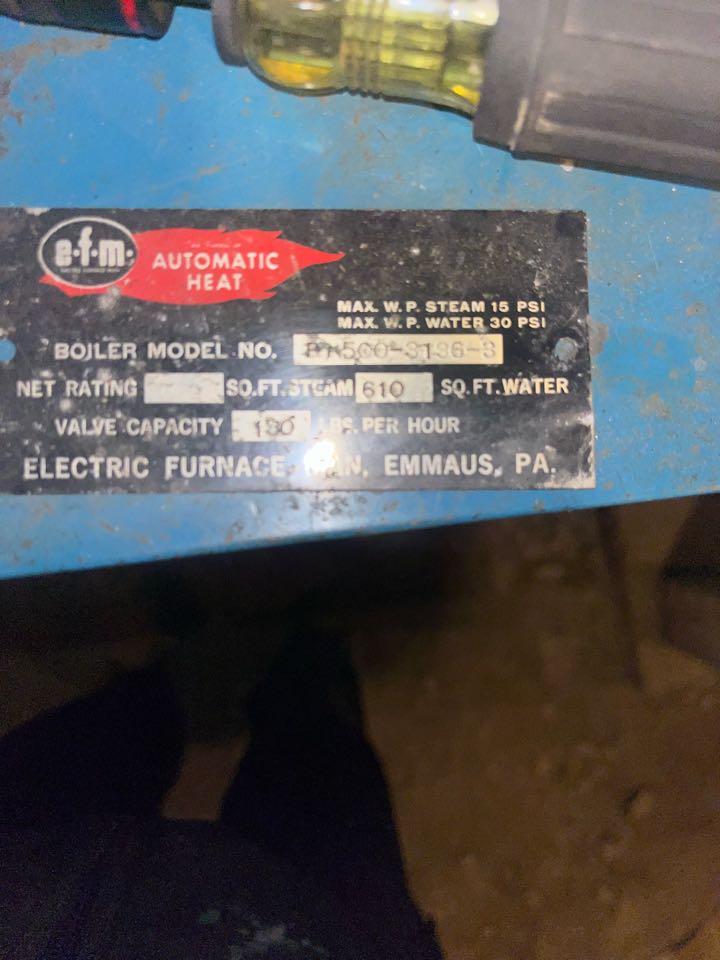 e·f·m·
AUTOMATIC
HEAT
MAX. W. P. STEAM 15 PSI
MAX. W. P. WATER 30 PSI
BOILER MODEL NO.
NET RATING SQ. FT. STEAM 610 SQ. FT. WATER
VALVE CAPACITY 130 LBS. PER HOUR
ELECTRIC FURNACE MAN, EMMAUS, PA.